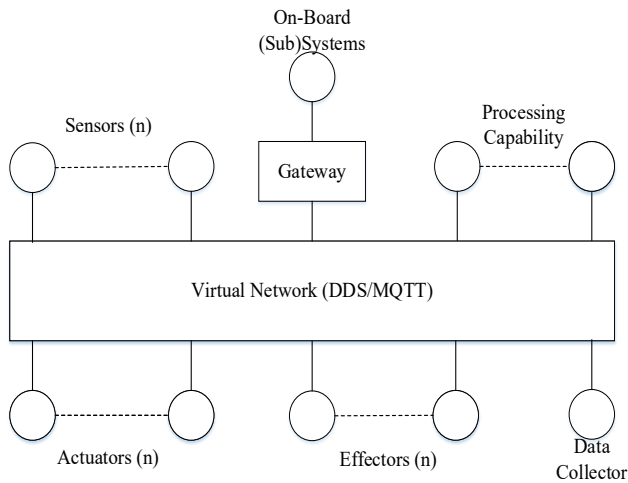 On-Board
(Sub)Systems
Sensors (n)
Processing
Capability
Gateway
Virtual Network (DDS/MQTT)
Actuators (n)
Effectors (n)
Data
Collector